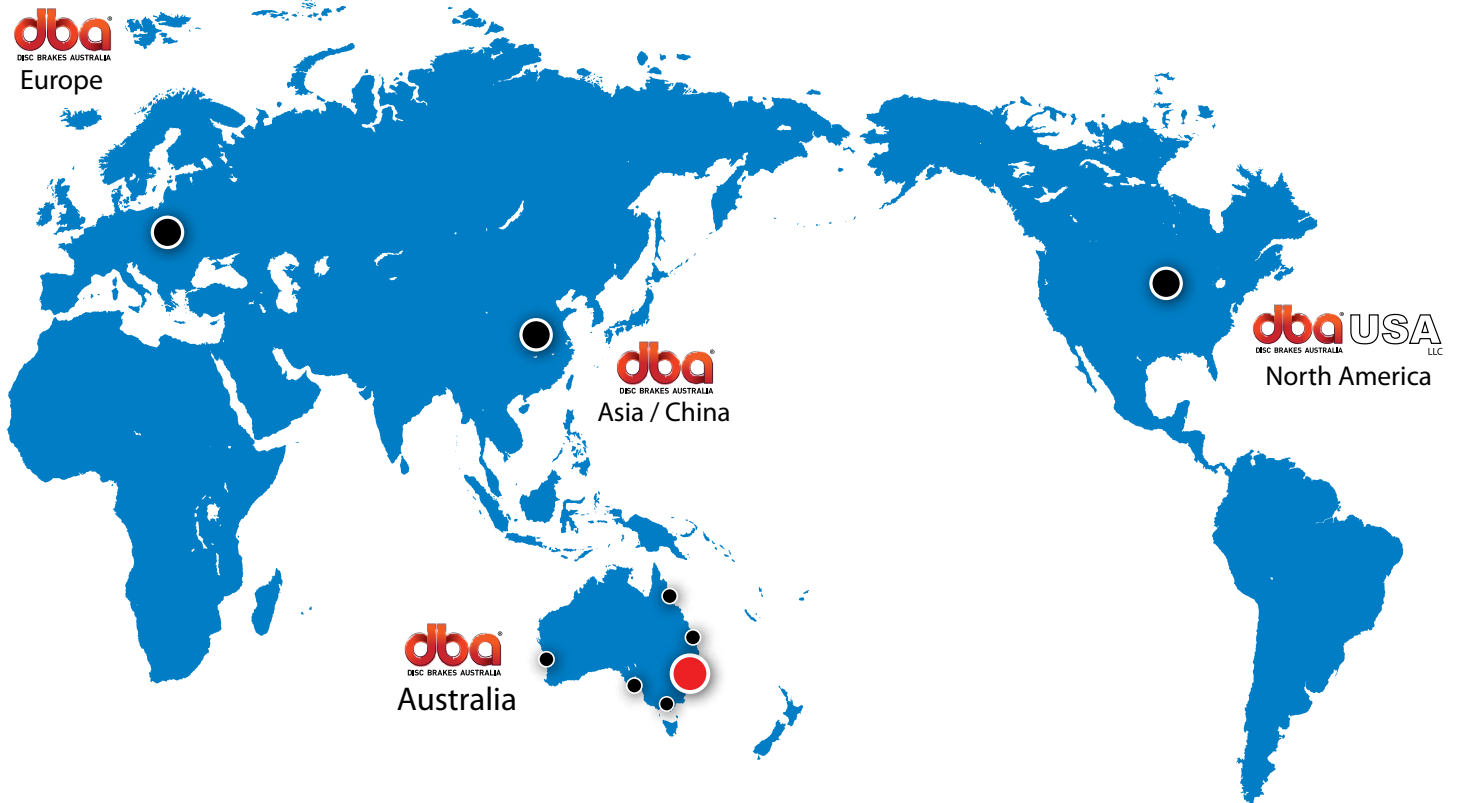 dba®
DISC BRAKES AUSTRALIA
Europe
dba®
DISC BRAKES AUSTRALIA
Asia / China
dba® USA
DISC BRAKES AUSTRALIA LLC
North America
dba®
DISC BRAKES AUSTRALIA
Australia